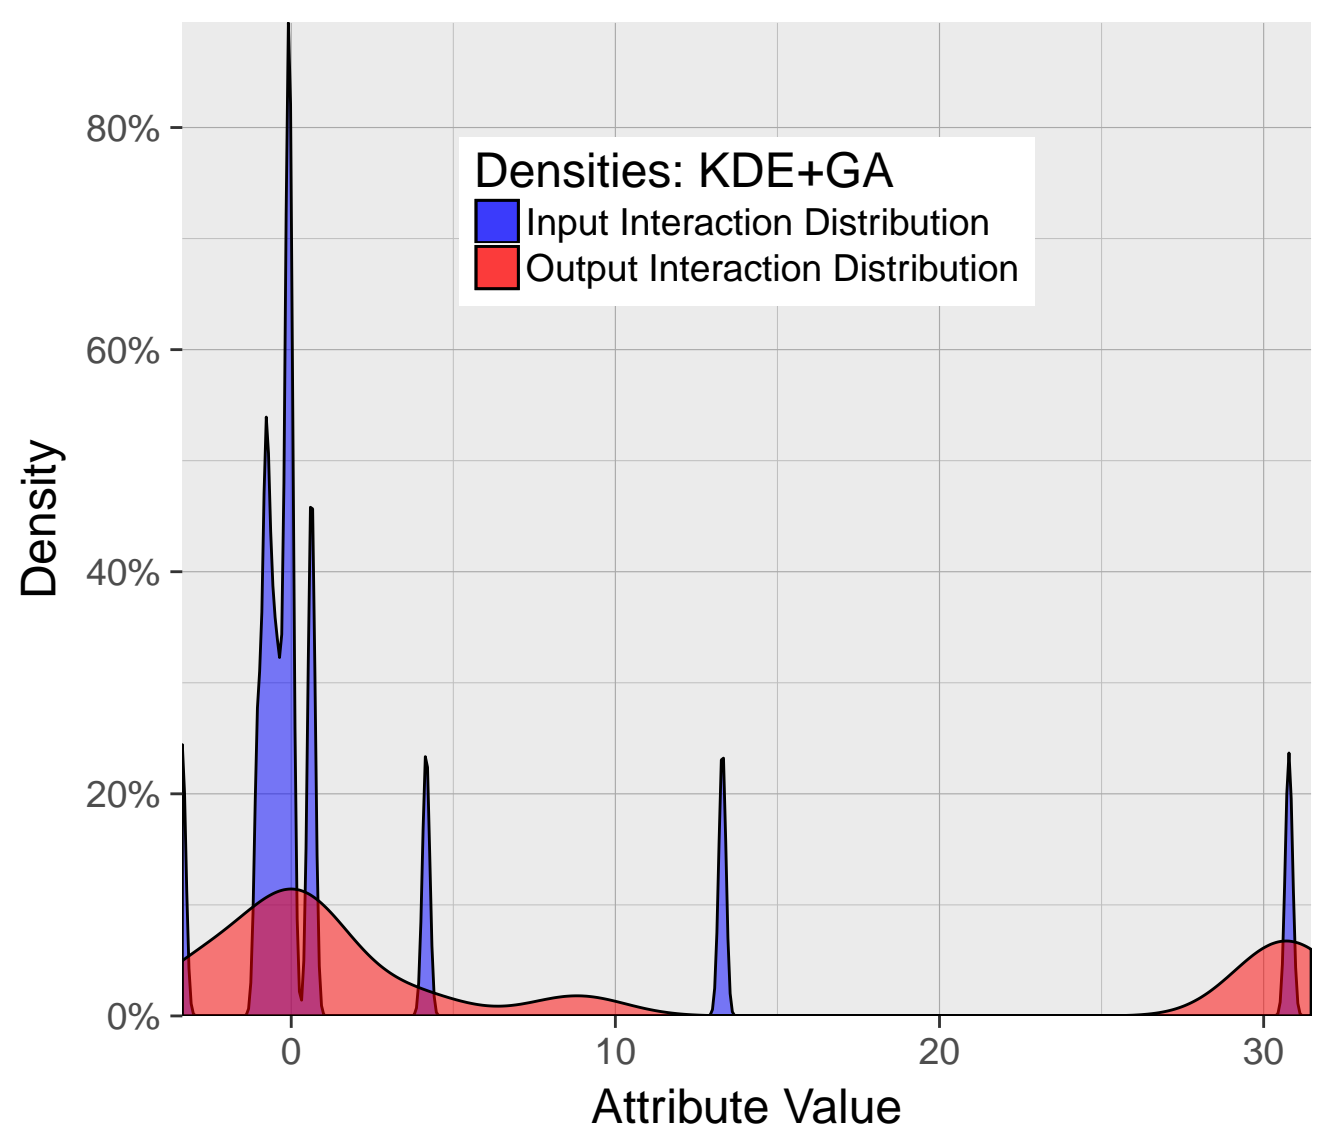 Densities: KDE+GA
Input Interaction Distribution
Output Interaction Distribution
Density
80%
60%
40%
20%
0%
0 10 20 30
Attribute Value